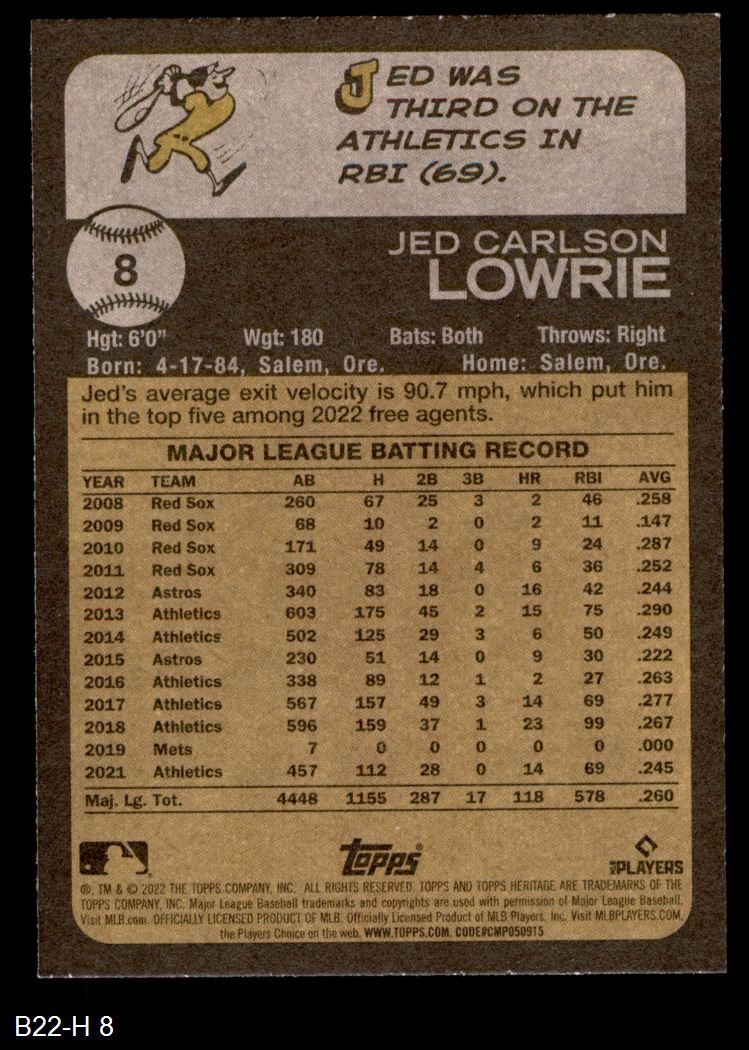 JED WAS
THIRD ON THE
ATHLETICS IN
RBI (69).
8
JED CARLSON
LOWRIE
Hgt: 6'0" Wgt: 180 Bats: Both Throws: Right
Born: 4-17-84, Salem, Ore. Home: Salem, Ore.
Jed's average exit velocity is 90.7 mph, which put him
in the top five among 2022 free agents.
MAJOR LEAGUE BATTING RECORD
YEAR TEAM AB H 2B 3B HR RBI AVG
2008 Red Sox 260 67 25 3 2 46 .258
2009 Red Sox 68 10 2 0 2 11 .147
2010 Red Sox 171 49 14 0 9 24 .287
2011 Red Sox 309 78 14 4 6 36 .252
2012 Astros 340 83 18 0 16 42 .244
2013 Athletics 603 175 45 2 15 75 .290
2014 Athletics 502 125 29 3 6 50 .249
2015 Astros 230 51 14 0 9 30 .222
2016 Athletics 338 89 12 1 2 27 .263
2017 Athletics 567 157 49 3 14 69 .277
2018 Athletics 596 159 37 1 23 99 .267
2019 Mets 7 0 0 0 0 0 .000
2021 Athletics 457 112 28 0 14 69 .245
Maj. Lg. Tot. 4448 1155 287 17 118 578 .260
Topps
MLB PLAYERS
®, TM & © 2022 THE TOPPS COMPANY, INC. ALL RIGHTS RESERVED. TOPPS AND TOPPS HERITAGE ARE TRADEMARKS OF THE
TOPPS COMPANY, INC. Major League Baseball trademarks and copyrights are used with permission of Major League Baseball.
Visit MLB.com. OFFICIALLY LICENSED PRODUCT OF MLB. Officially Licensed Product of MLB Players, Inc. Visit MLBPLAYERS.COM,
the Players Choice on the web. WWW.TOPPS.COM. CODE#CMP050915
B22-H 8